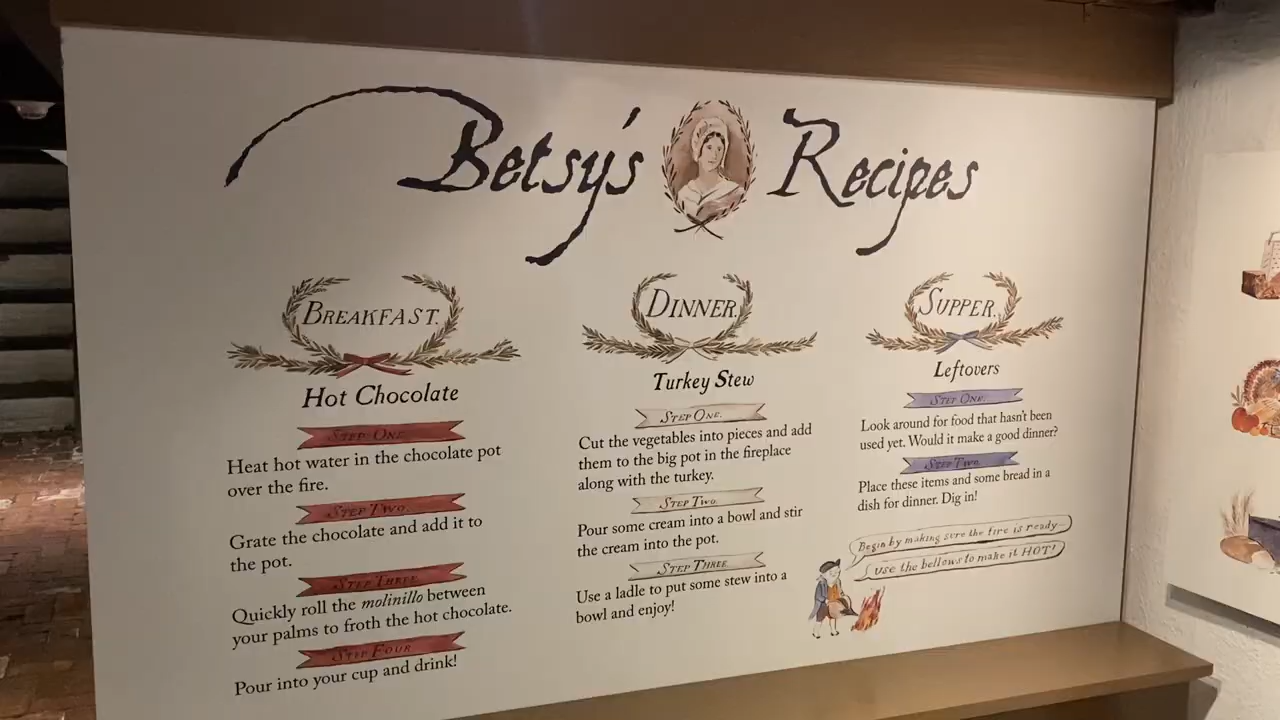 Betsy's Recipes
BREAKFAST.
Hot Chocolate
STEP ONE.
Heat hot water in the chocolate pot
over the fire.
STEP TWO.
Grate the chocolate and add it to
the pot.
STEP THREE.
Quickly roll the molinillo between
your palms to froth the hot chocolate.
STEP FOUR
Pour into your cup and drink!
DINNER.
Turkey Stew
STEP ONE.
Cut the vegetables into pieces and add
them to the big pot in the fireplace
along with the turkey.
STEP TWO.
Pour some cream into a bowl and stir
the cream into the pot.
STEP THREE.
Use a ladle to put some stew into a
bowl and enjoy!
SUPPER.
Leftovers
STEP ONE.
Look around for food that hasn't been
used yet. Would it make a good dinner?
STEP TWO.
Place these items and some bread in a
dish for dinner. Dig in!
Begin by making sure the fire is ready—
use the bellows to make it HOT!